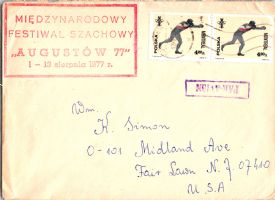 MIĘDZYNARODOWY
FESTIWAL SZACHOWY
„AUGUSTÓW 77”
1 – 13 sierpnia 1977 r.
POLSKA
POLSKA
Wm.
K. Simon
0-101 Midland Ave
Fair Lawn N.J 07410
U.S.A